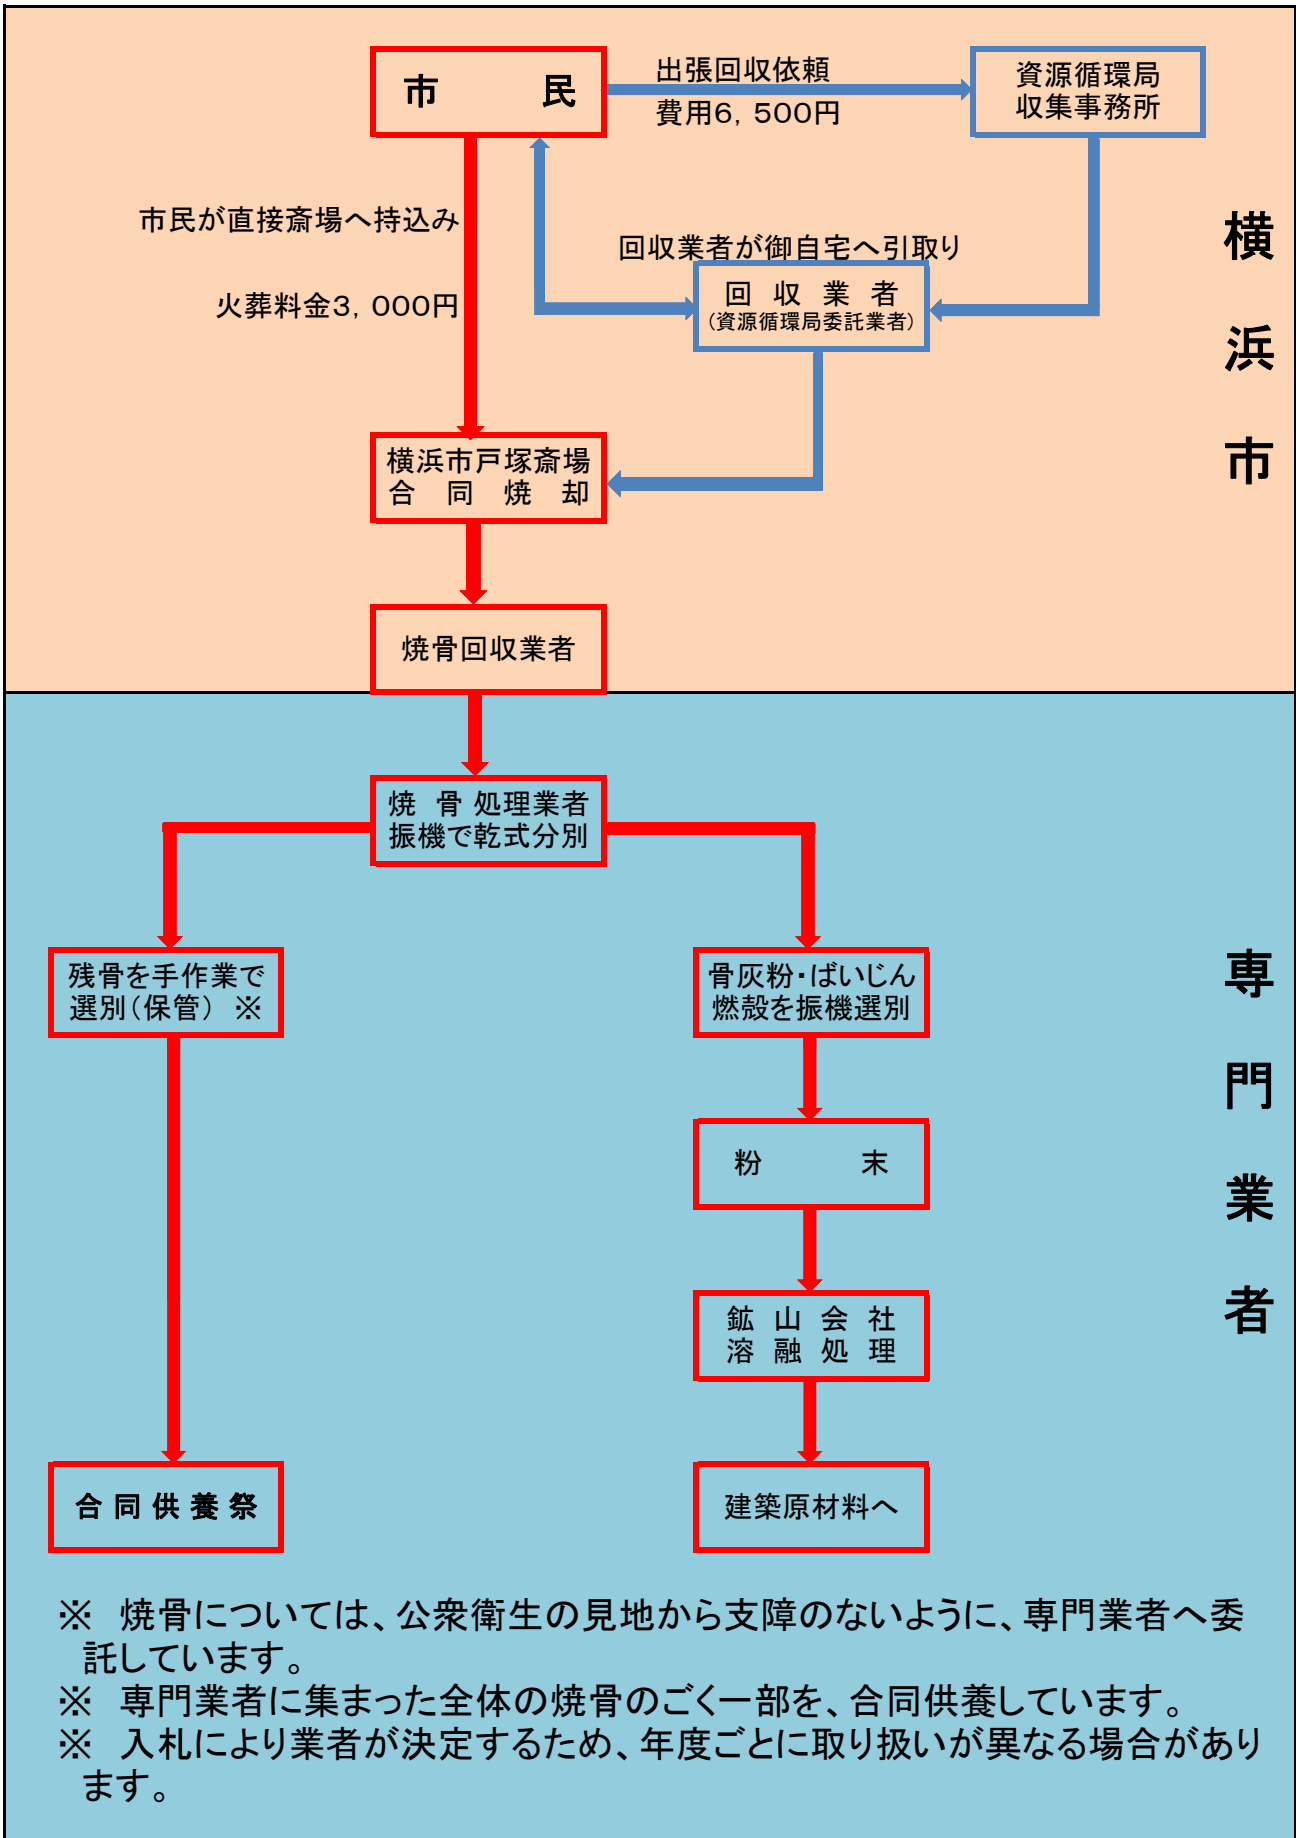 市　　　民
出張回収依頼
費用6，500円
資源循環局
収集事務所
市民が直接斎場へ持込み
火葬料金3，000円
回収業者が御自宅へ引取り
回　収　業　者
（資源循環局委託業者）
横浜市戸塚斎場
合　同　焼　却
焼骨回収業者
横浜市
焼　骨　処理業者
振機で乾式分別
残骨を手作業で
選別（保管）　※
骨灰粉・ばいじん
燃殻を振機選別
粉　　　末
鉱　山　会　社
溶　融　処　理
合 同 供 養 祭
建築原材料へ
専門業者
※　焼骨については、公衆衛生の見地から支障のないように、専門業者へ委
託しています。
※　専門業者に集まった全体の焼骨のごく一部を、合同供養しています。
※　入札により業者が決定するため、年度ごとに取り扱いが異なる場合があり
ます。